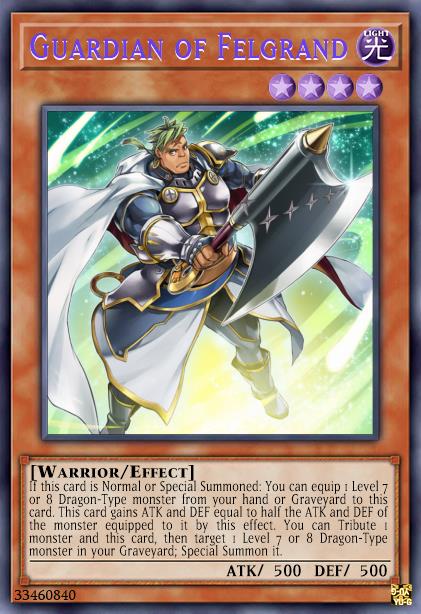 Guardian of Felgrand
LIGHT
光
[Warrior/Effect]
If this card is Normal or Special Summoned: You can equip 1 Level 7
or 8 Dragon-Type monster from your hand or Graveyard to this
card. This card gains ATK and DEF equal to half the ATK and DEF of
the monster equipped to it by this effect. You can Tribute 1
monster and this card, then target 1 Level 7 or 8 Dragon-Type
monster in your Graveyard; Special Summon it.
ATK/ 500 DEF/ 500
33460840